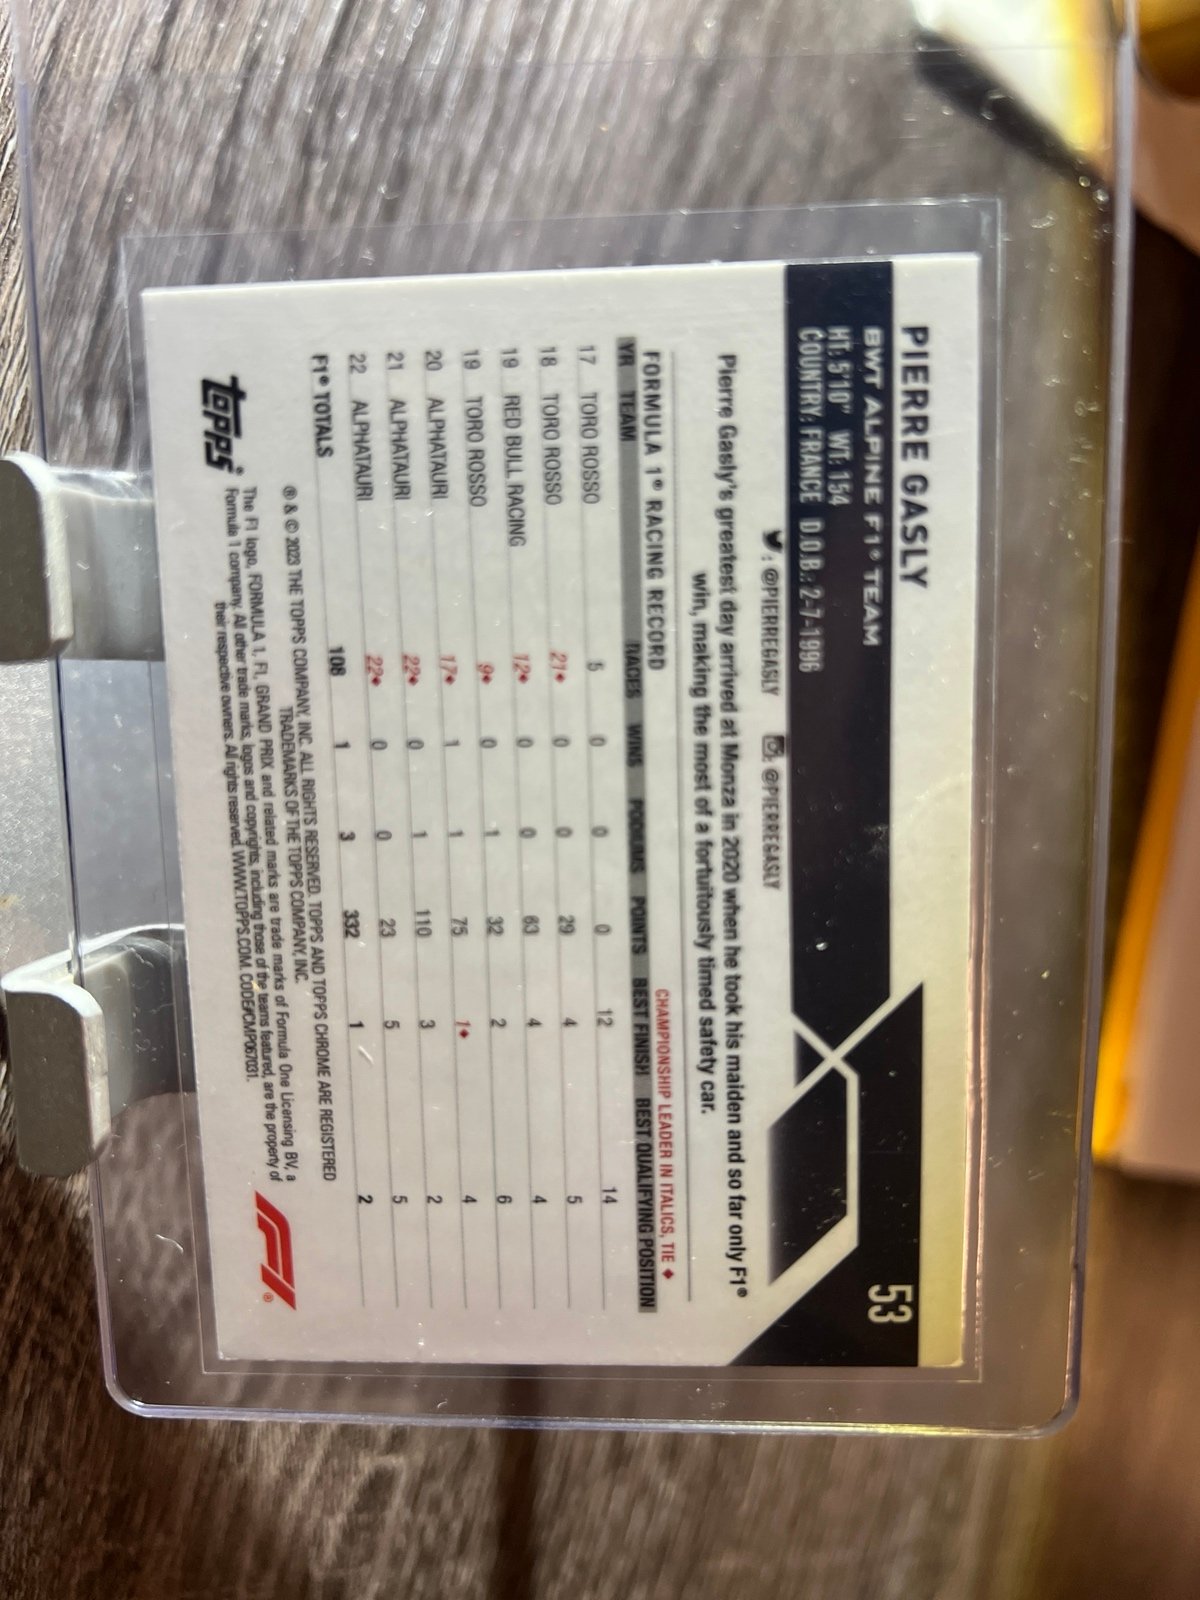 PIERRE GASLY
53
BWT ALPINE F1® TEAM
HT: 5'10" WT: 154
COUNTRY: FRANCE D.O.B.: 2-7-1996
: @PIERREGASLY : @PIERREGASLY
Pierre Gasly's greatest day arrived at Monza in 2020 when he took his maiden and so far only F1®
win, making the most of a fortuitously timed safety car.
FORMULA 1® RACING RECORD CHAMPIONSHIP LEADER IN ITALICS, TIE ♦
YR TEAM RACES WINS PODIUMS POINTS BEST FINISH BEST QUALIFYING POSITION
17 TORO ROSSO 5 0 0 0 12 14
18 TORO ROSSO 21♦ 0 0 29 4 5
19 RED BULL RACING 12♦ 0 0 63 4 4
19 TORO ROSSO 9♦ 0 1 32 2 6
20 ALPHATAURI 17♦ 1 1 75 1♦ 4
21 ALPHATAURI 22♦ 0 1 110 3 2
22 ALPHATAURI 22♦ 0 0 23 5 5
F1® TOTALS 108 1 3 332 1 2
® & © 2023 THE TOPPS COMPANY, INC. ALL RIGHTS RESERVED. TOPPS AND TOPPS CHROME ARE REGISTERED
TRADEMARKS OF THE TOPPS COMPANY, INC.
The F1 logo, FORMULA 1, F1, GRAND PRIX and related marks are trade marks of Formula One Licensing BV, a
Formula 1 company. All other trade marks, logos and copyrights, including those of the teams featured, are the property of
their respective owners. All rights reserved. WWW.TOPPS.COM. CODE#CMP067031.
topps®
F1®